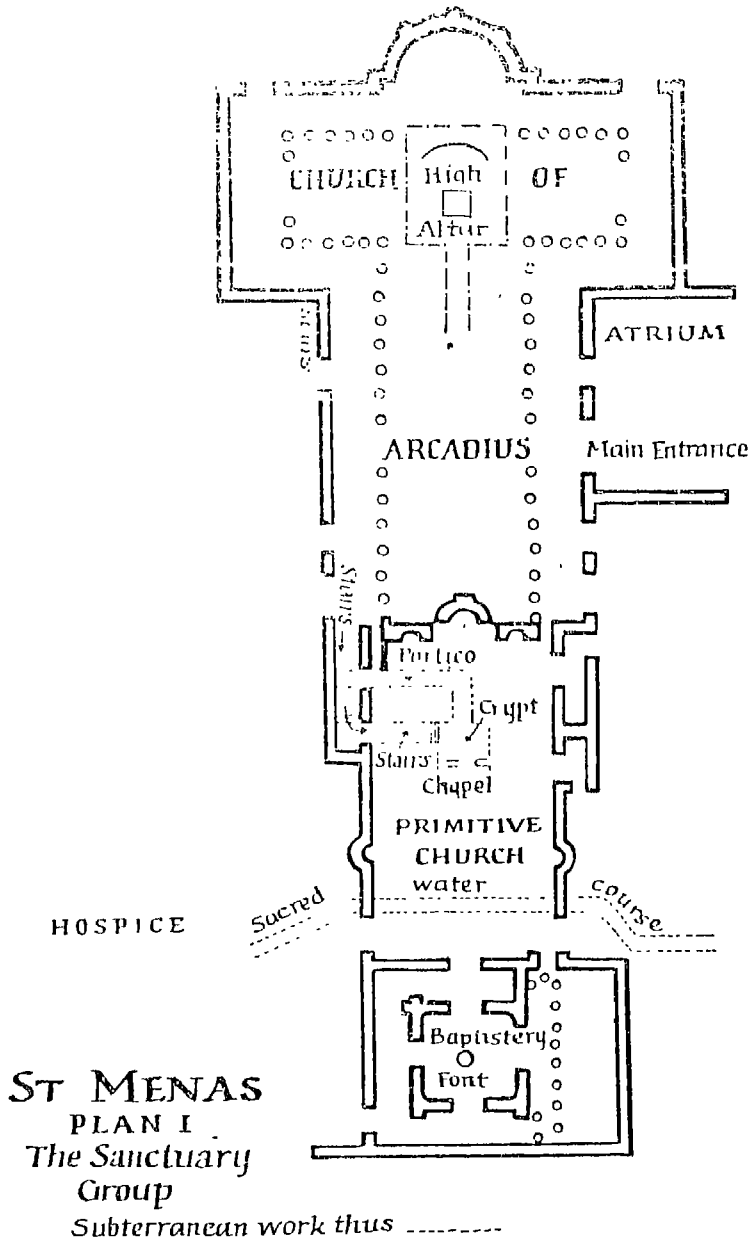 CHURCH High OF
Altar
Stairs
ATRIUM
ARCADIUS
Main Entrance
Stairs
Portico
Crypt
Stairs
Chapel
PRIMITIVE
CHURCH
Sacred water course
HOSPICE
Baptistery
Font
ST MENAS
PLAN I
The Sanctuary
Group
Subterranean work thus -------